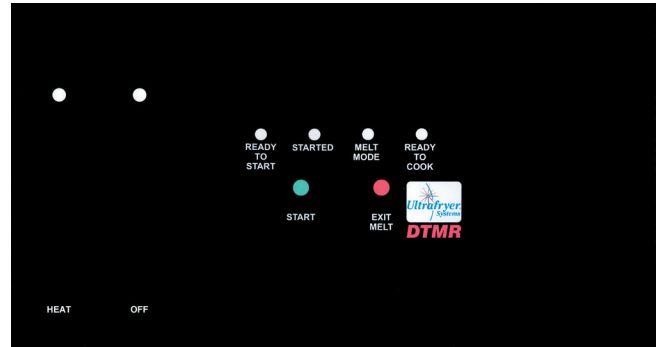 READY TO START
STARTED
MELT MODE
READY TO COOK
START
EXIT MELT
Ultrafryer
Systems
DTMR
HEAT
OFF